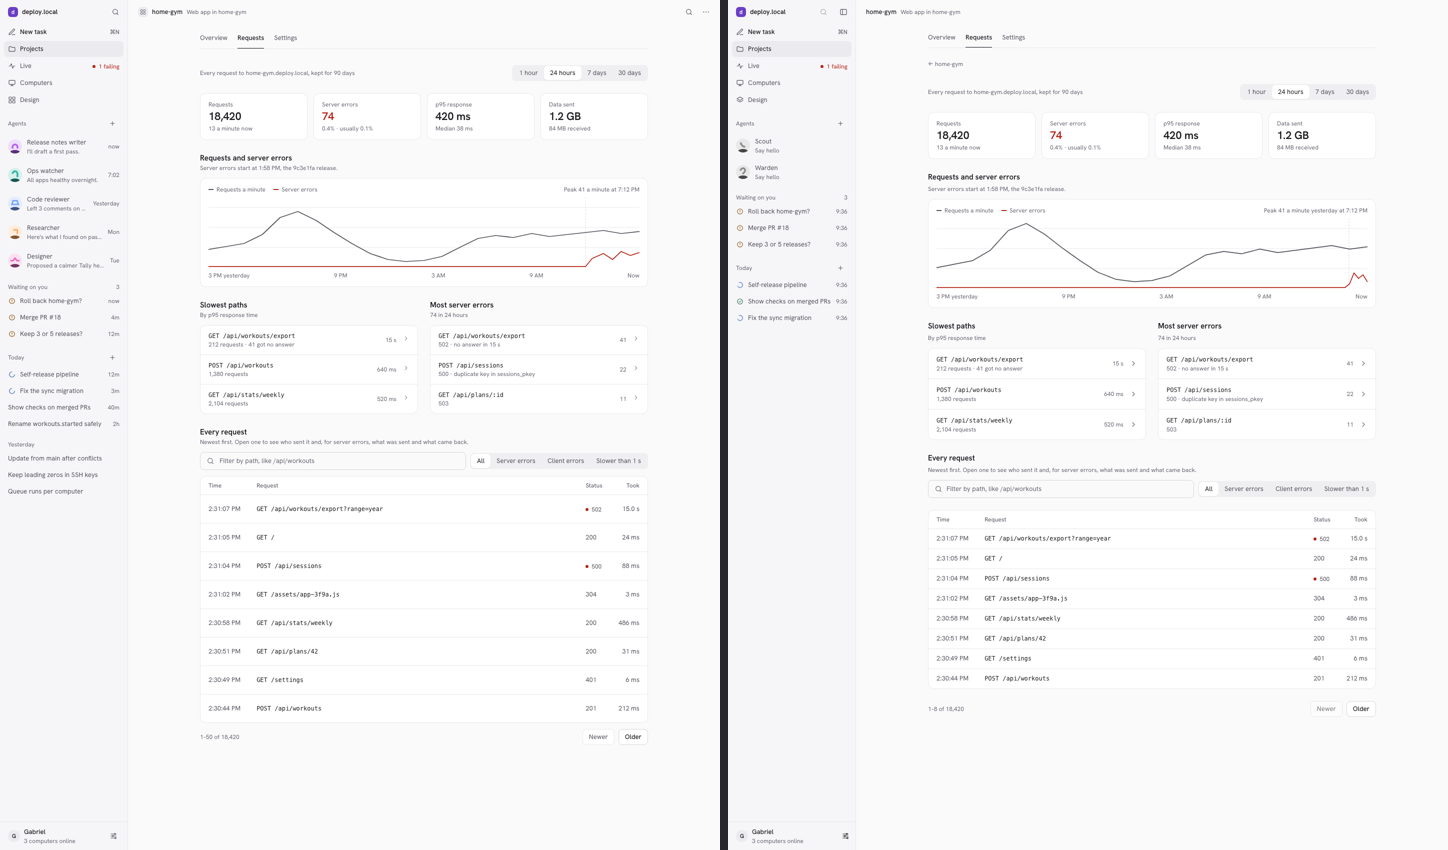 deploy.local
New task ⌘N
Projects
Live 1 failing
Computers
Design
Agents
Release notes writer now
I'll draft a first pass.
Ops watcher 7:02
All apps healthy overnight.
Code reviewer Yesterday
Left 3 comments on ...
Researcher Mon
Here's what I found on pas...
Designer Tue
Proposed a calmer Tally he...
Waiting on you 3
Roll back home-gym? now
Merge PR #18 4m
Keep 3 or 5 releases? 12m
Today
Self-release pipeline 12m
Fix the sync migration 3m
Show checks on merged PRs 40m
Rename workouts.started safely 2h
Yesterday
Update from main after conflicts
Keep leading zeros in SSH keys
Queue runs per computer
G
Gabriel
3 computers online
home-gym Web app in home-gym
Overview Requests Settings
Every request to home-gym.deploy.local, kept for 90 days
1 hour 24 hours 7 days 30 days
Requests
18,420
13 a minute now
Server errors
74
0.4% · usually 0.1%
p95 response
420 ms
Median 38 ms
Data sent
1.2 GB
84 MB received
Requests and server errors
Server errors start at 1:58 PM, the 9c3e1fa release.
Requests a minute Server errors Peak 41 a minute at 7:12 PM
3 PM yesterday 9 PM 3 AM 9 AM Now
Slowest paths
By p95 response time
GET /api/workouts/export 15 s
212 requests · 41 got no answer
POST /api/workouts 640 ms
1,380 requests
GET /api/stats/weekly 520 ms
2,104 requests
Most server errors
74 in 24 hours
GET /api/workouts/export 41
502 · no answer in 15 s
POST /api/sessions 22
500 · duplicate key in sessions_pkey
GET /api/plans/:id 11
503
Every request
Newest first. Open one to see who sent it and, for server errors, what was sent and what came back.
Filter by path, like /api/workouts
All Server errors Client errors Slower than 1 s
Time Request Status Took
2:31:07 PM GET /api/workouts/export?range=year 502 15.0 s
2:31:05 PM GET / 200 24 ms
2:31:04 PM POST /api/sessions 500 88 ms
2:31:02 PM GET /assets/app-3f9a.js 304 3 ms
2:30:58 PM GET /api/stats/weekly 200 486 ms
2:30:51 PM GET /api/plans/42 200 31 ms
2:30:49 PM GET /settings 401 6 ms
2:30:44 PM POST /api/workouts 201 212 ms
1-50 of 18,420 Newer Older
deploy.local
New task ⌘N
Projects
Live 1 failing
Computers
Design
Agents
Scout
Say hello
Warden
Say hello
Waiting on you 3
Roll back home-gym? 9:36
Merge PR #18 9:36
Keep 3 or 5 releases? 9:36
Today
Self-release pipeline 9:36
Show checks on merged PRs 9:36
Fix the sync migration 9:36
G
Gabriel
3 computers online
home-gym Web app in home-gym
Overview Requests Settings
← home-gym
Every request to home-gym.deploy.local, kept for 90 days
1 hour 24 hours 7 days 30 days
Requests
18,420
13 a minute now
Server errors
74
0.4% · usually 0.1%
p95 response
420 ms
Median 38 ms
Data sent
1.2 GB
84 MB received
Requests and server errors
Server errors start at 1:58 PM, the 9c3e1fa release.
Requests a minute Server errors Peak 41 a minute yesterday at 7:12 PM
3 PM yesterday 9 PM 3 AM 9 AM Now
Slowest paths
By p95 response time
GET /api/workouts/export 15 s
212 requests · 41 got no answer
POST /api/workouts 640 ms
1,380 requests
GET /api/stats/weekly 520 ms
2,104 requests
Most server errors
74 in 24 hours
GET /api/workouts/export 41
502 · no answer in 15 s
POST /api/sessions 22
500 · duplicate key in sessions_pkey
GET /api/plans/:id 11
503
Every request
Newest first. Open one to see who sent it and, for server errors, what was sent and what came back.
Filter by path, like /api/workouts
All Server errors Client errors Slower than 1 s
Time Request Status Took
2:31:07 PM GET /api/workouts/export?range=year 502 15.0 s
2:31:05 PM GET / 200 24 ms
2:31:04 PM POST /api/sessions 500 88 ms
2:31:02 PM GET /assets/app-3f9a.js 304 3 ms
2:30:58 PM GET /api/stats/weekly 200 486 ms
2:30:51 PM GET /api/plans/42 200 31 ms
2:30:49 PM GET /settings 401 6 ms
2:30:44 PM POST /api/workouts 201 212 ms
1-8 of 18,420 Newer Older